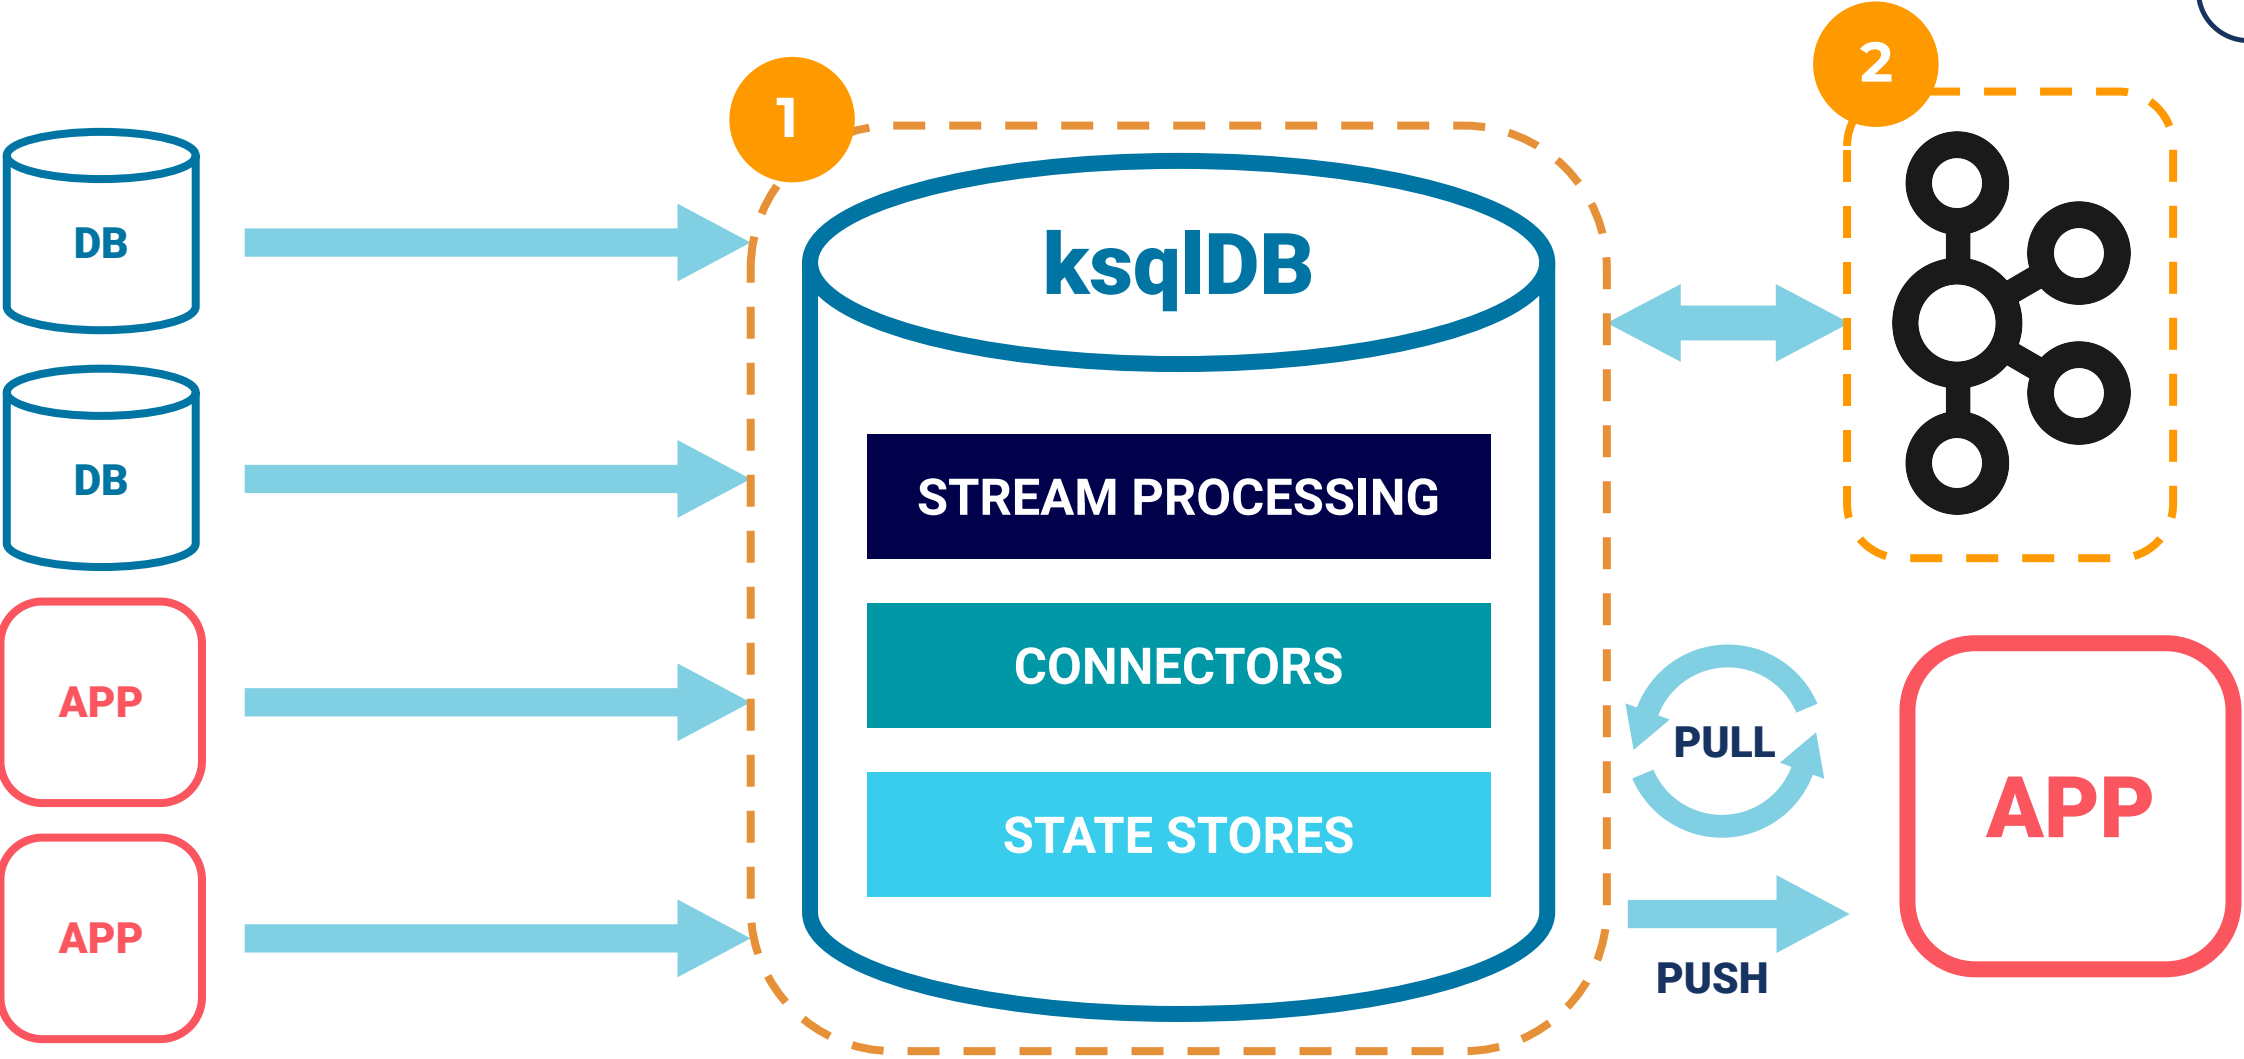 1
2
DB
ksqlDB
DB
STREAM PROCESSING
CONNECTORS
APP
PULL
STATE STORES
APP
APP
PUSH